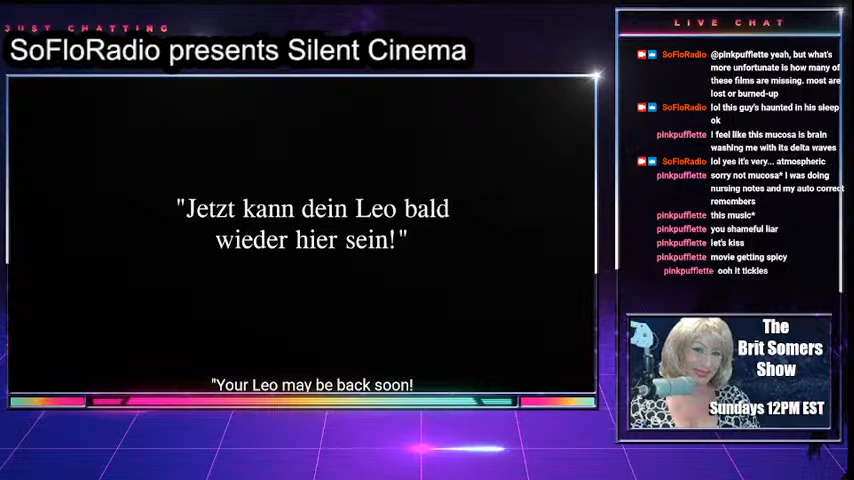 JUST CHATTING
SoFloRadio presents Silent Cinema
"Jetzt kann dein Leo bald
wieder hier sein!"
"Your Leo may be back soon!
LIVE CHAT
SoFloRadio @pinkpufflette yeah, but what's
more unfortunate is how many of
these films are missing. most are
lost or burned-up
SoFloRadio lol this guy's haunted in his sleep
ok
pinkpufflette I feel like this mucosa is brain
washing me with its delta waves
SoFloRadio lol yes it's very... atmospheric
pinkpufflette sorry not mucosa* I was doing
nursing notes and my auto correct
remembers
pinkpufflette this music*
pinkpufflette you shameful liar
pinkpufflette let's kiss
pinkpufflette movie getting spicy
pinkpufflette ooh it tickles
The
Brit Somers
Show
Sundays 12PM EST